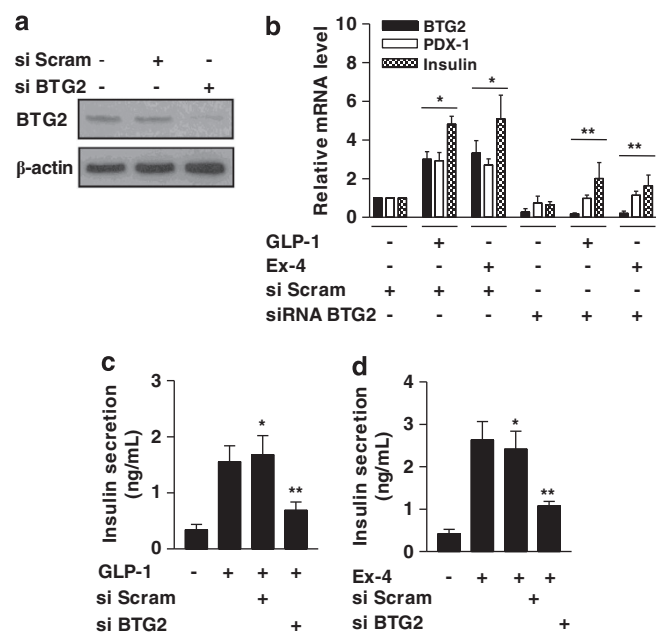 a
si Scram - + -
si BTG2 - - +
BTG2
β-actin
b
10
8
6
4
2
0
Relative mRNA level
BTG2
PDX-1
Insulin
* * ** **
GLP-1 - + - - + -
Ex-4 - - + - - +
si Scram + + + - - -
siRNA BTG2 - - - + + +
c
3
2
1
0
Insulin secretion
(ng/mL)
* **
GLP-1 - + + +
si Scram +
si BTG2 +
d
4
3
2
1
0
Insulin secretion
(ng/mL)
* **
Ex-4 - + + +
si Scram +
si BTG2 +